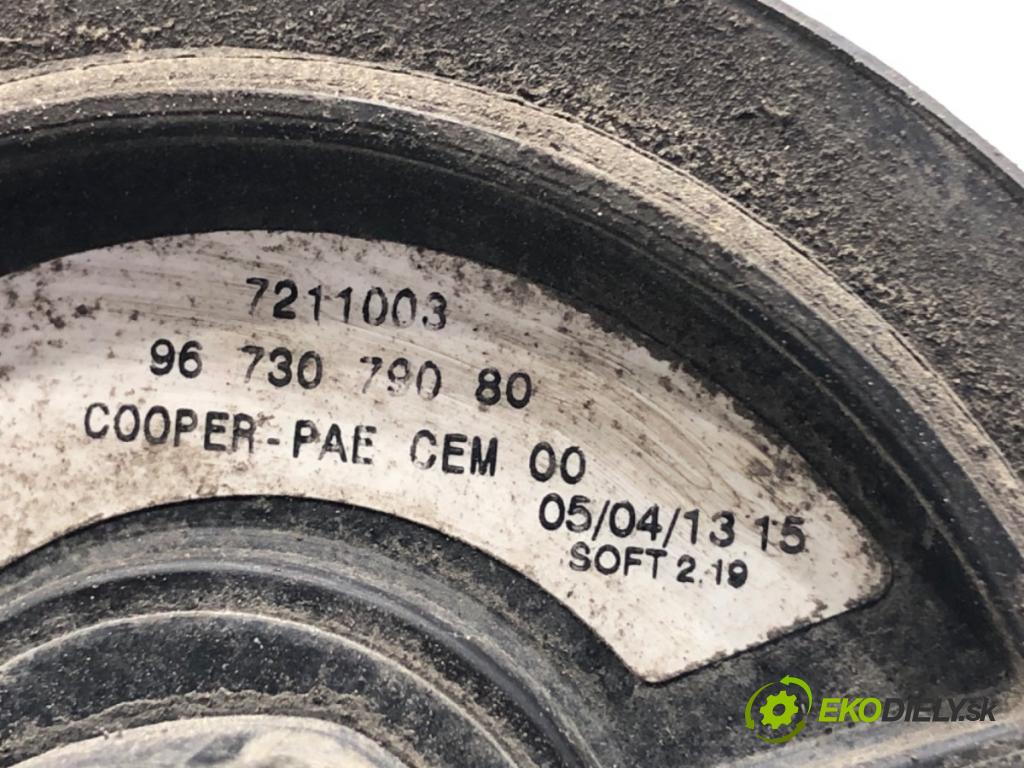 7211003
96 730 790 80
COOPER-PAE CEM 00
05/04/13 15
SOFT 2.19
EKODIELY.SK